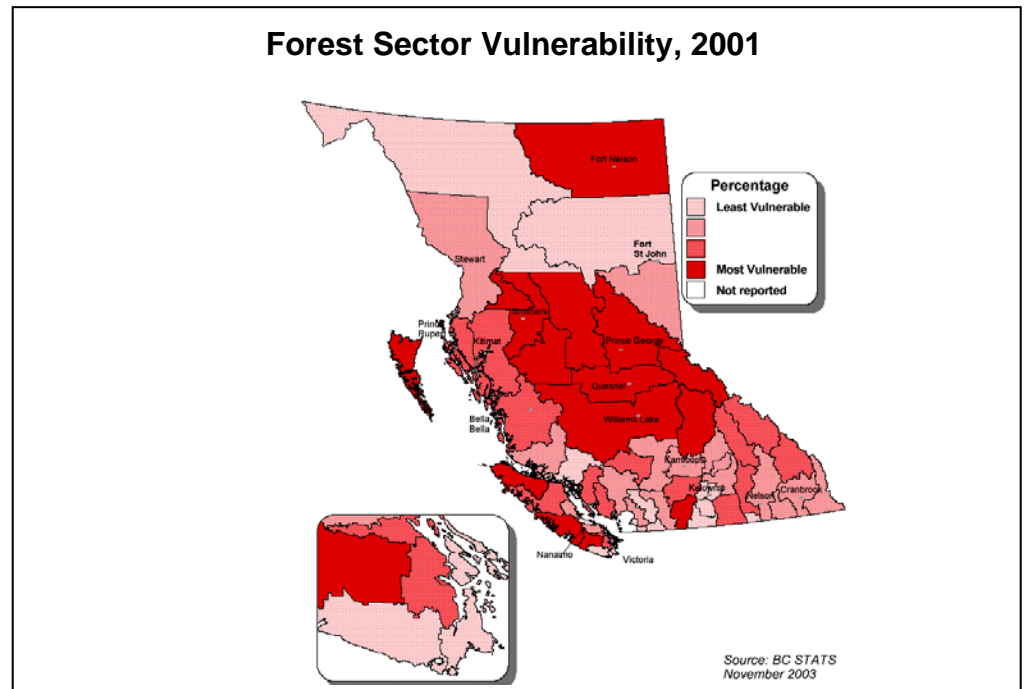 Forest Sector Vulnerability, 2001
Fort Nelson
Percentage
Least Vulnerable
Most Vulnerable
Not reported
Fort
St John
Stewart
Smithers
Prince
Rupert
Kitimat
Prince George
Quesnel
Williams Lake
Bella
Bella
Kamloops
Kelowna
Nelson
Cranbrook
Nanaimo
Victoria
Source: BC STATS
November 2003